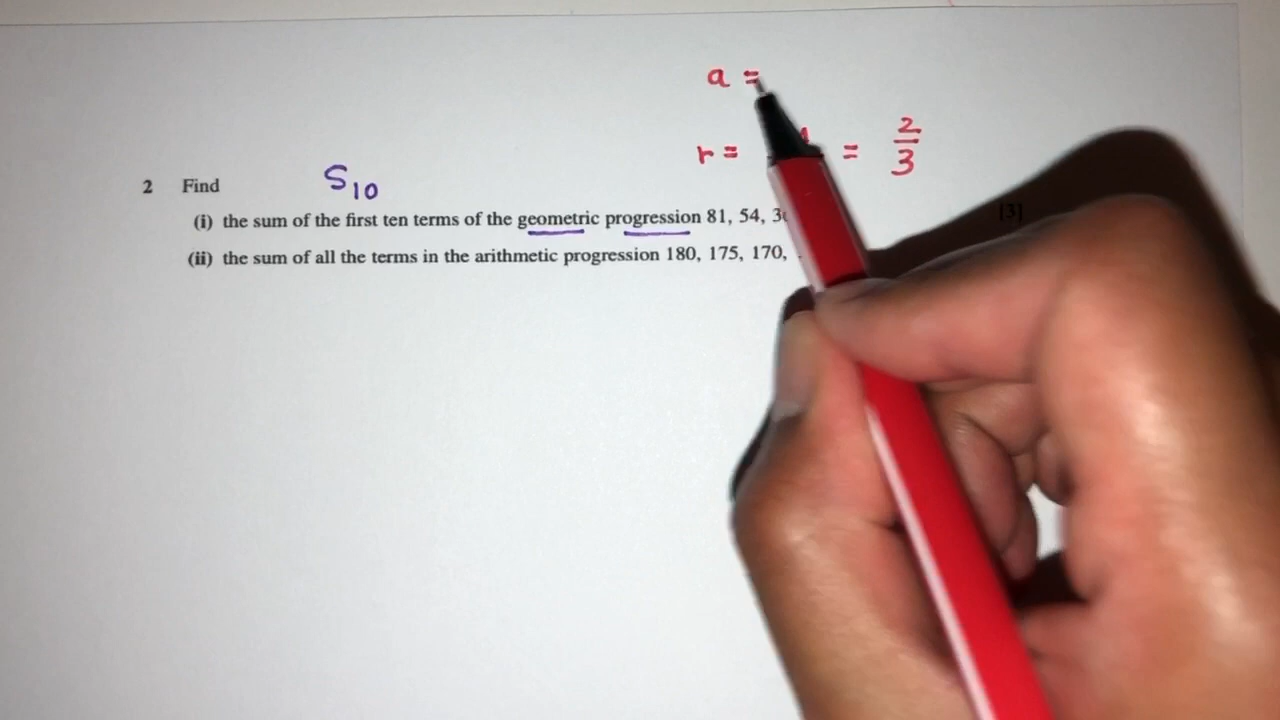 a =
r = = 2/3
2 Find S10
(i) the sum of the first ten terms of the geometric progression 81, 54, [3]
(ii) the sum of all the terms in the arithmetic progression 180, 175, 170,